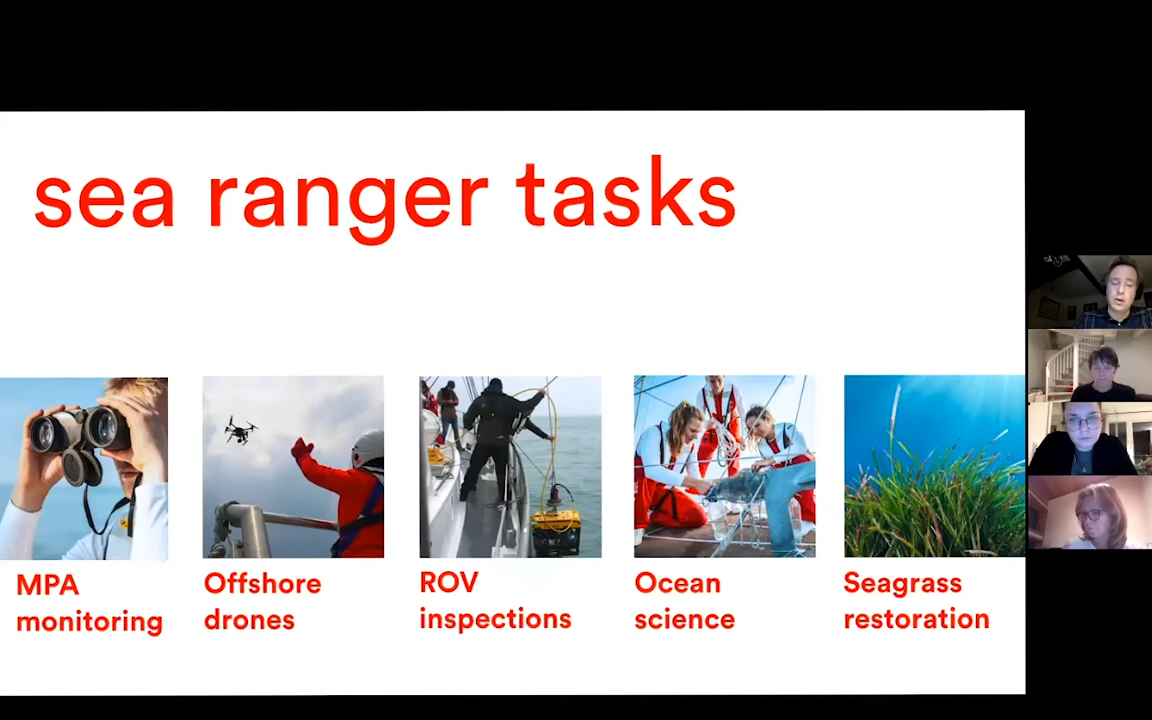 sea ranger tasks
MPA
monitoring
Offshore
drones
ROV
inspections
Ocean
science
Seagrass
restoration